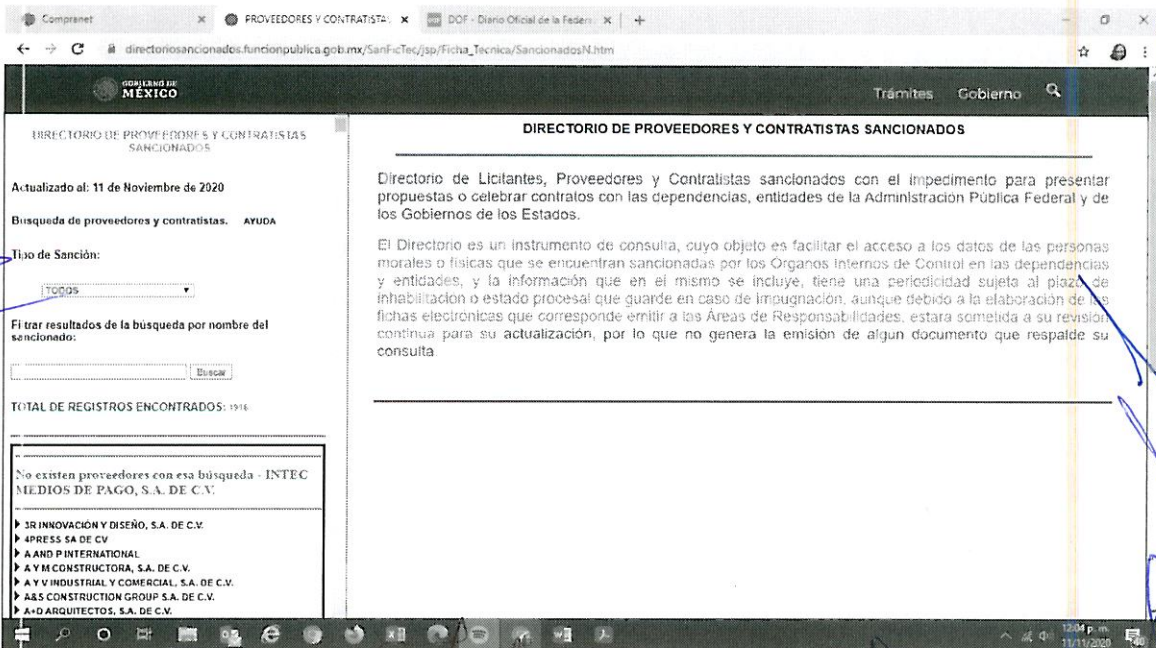 Compranet
PROVEEDORES Y CONTRATISTA
DOF - Diario Oficial de la Feder
directoriosancionados.funcionpublica.gob.mx/SanFicTec/jsp/Ficha_Tecnica/SancionadosN.htm
GOBIERNO DE
MÉXICO
Trámites Gobierno
DIRECTORIO DE PROVEEDORES Y CONTRATISTAS
SANCIONADOS
Actualizado al: 11 de Noviembre de 2020
Busqueda de proveedores y contratistas. AYUDA
Tipo de Sanción:
TODOS
Filtrar resultados de la búsqueda por nombre del
sancionado:
Buscar
TOTAL DE REGISTROS ENCONTRADOS: 1916
No existen proveedores con esa búsqueda - INTEC
MEDIOS DE PAGO, S.A. DE C.V.
3R INNOVACIÓN Y DISEÑO, S.A. DE C.V.
4PRESS SA DE CV
A AND P INTERNATIONAL
A Y M CONSTRUCTORA, S.A. DE C.V.
A Y V INDUSTRIAL Y COMERCIAL, S.A. DE C.V.
A&S CONSTRUCTION GROUP S.A. DE C.V.
A+D ARQUITECTOS, S.A. DE C.V.
DIRECTORIO DE PROVEEDORES Y CONTRATISTAS SANCIONADOS
Directorio de Licitantes, Proveedores y Contratistas sancionados con el impedimento para presentar
propuestas o celebrar contratos con las dependencias, entidades de la Administración Pública Federal y de
los Gobiernos de los Estados.
El Directorio es un instrumento de consulta, cuyo objeto es facilitar el acceso a los datos de las personas
morales o físicas que se encuentran sancionadas por los Órganos Internos de Control en las dependencias
y entidades, y la información que en el mismo se incluye, tiene una periodicidad sujeta al plazo de
inhabilitación o estado procesal que guarde en caso de impugnación, aunque debido a la elaboración de las
fichas electrónicas que corresponde emitir a las Áreas de Responsabilidades, estara sometida a su revisión
continua para su actualización, por lo que no genera la emisión de algun documento que respalde su
consulta.
12:04 p. m.
11/11/2020